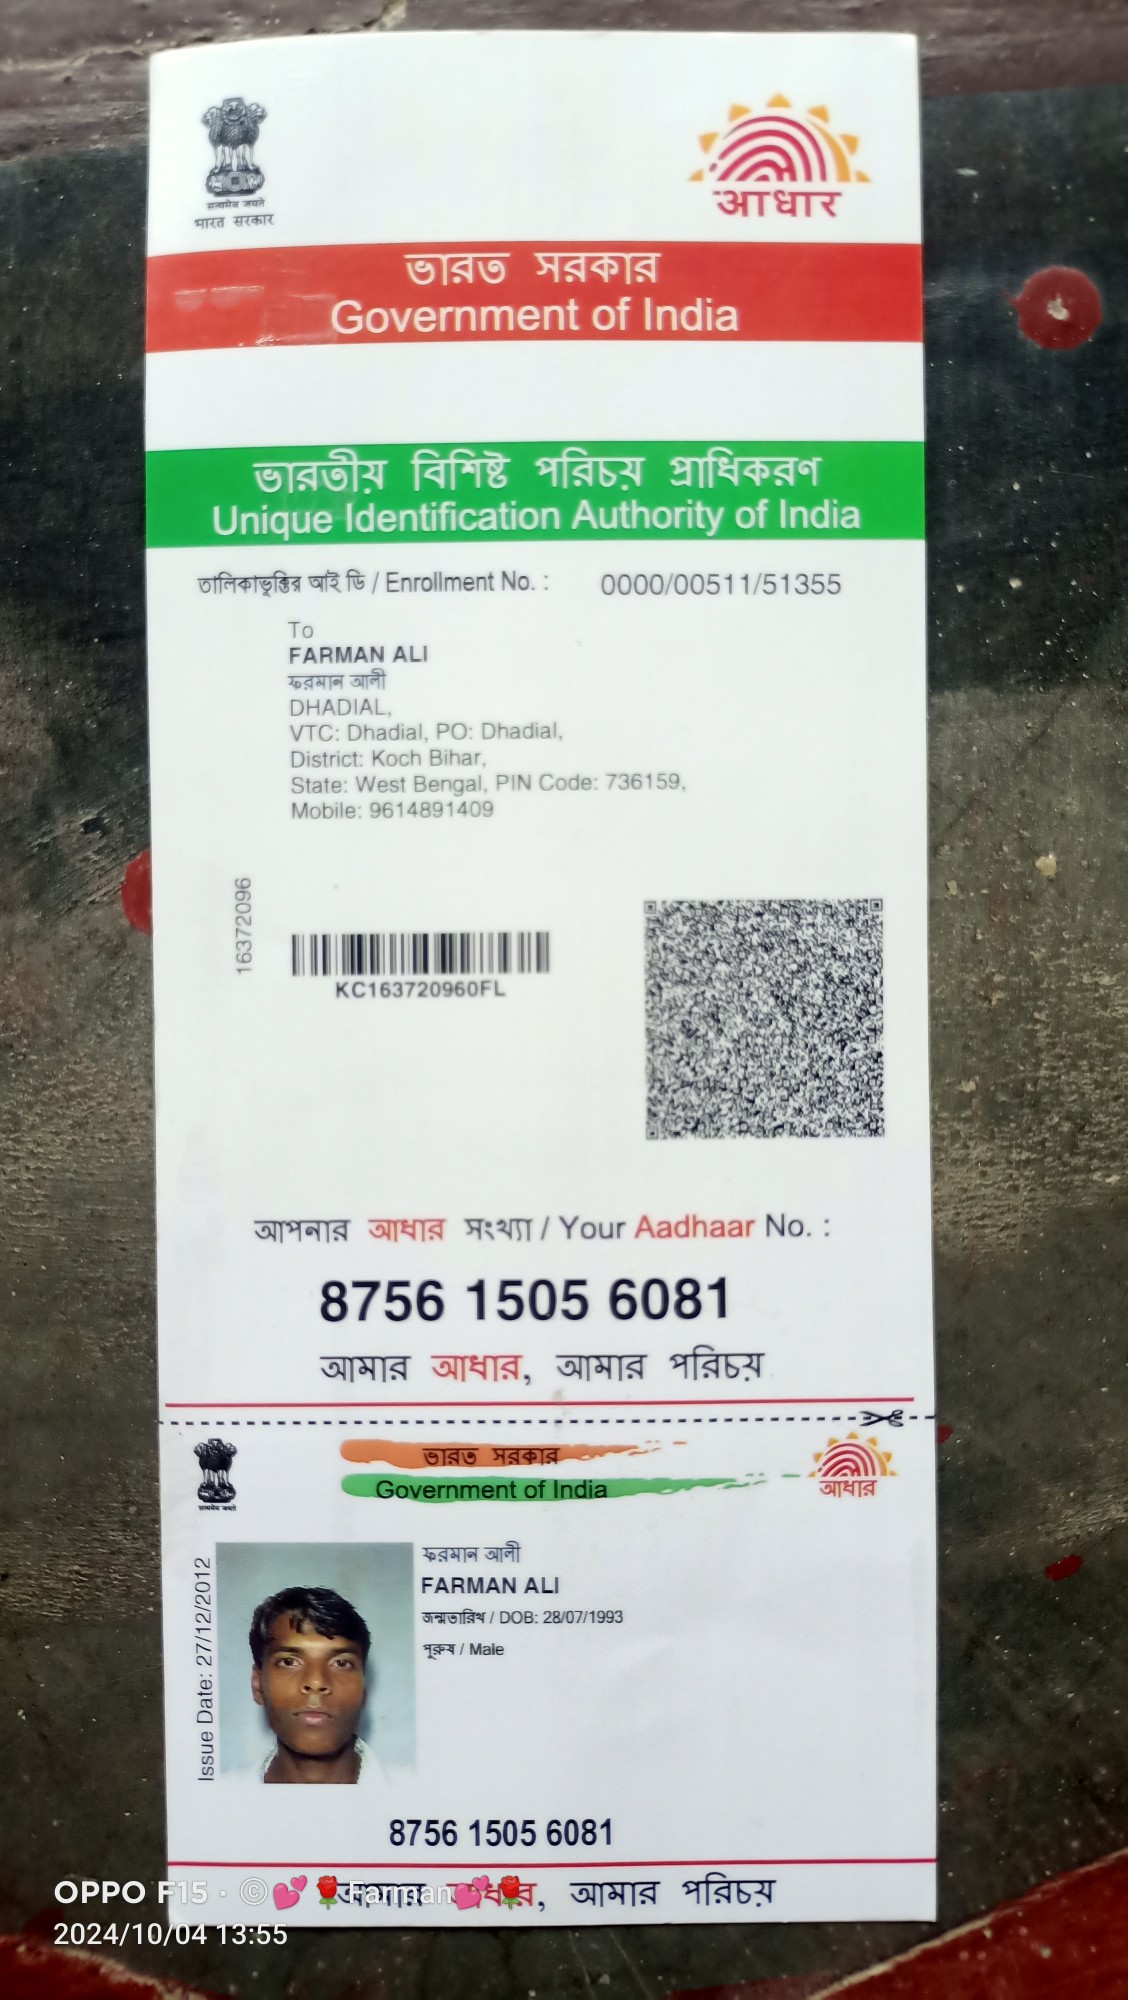 सत्यमेव जयते
भारत सरकार
आधार
ভারত সরকার
Government of India
ভারতীয় বিশিষ্ট পরিচয় প্রাধিকরণ
Unique Identification Authority of India
তালিকাভুক্তির আই ডি / Enrollment No. : 0000/00511/51355
To
FARMAN ALI
ফরমান আলী
DHADIAL,
VTC: Dhadial, PO: Dhadial,
District: Koch Bihar,
State: West Bengal, PIN Code: 736159,
Mobile: 9614891409
16372096
KC163720960FL
আপনার আধার সংখ্যা / Your Aadhaar No. :
8756 1505 6081
আমার আধার, আমার পরিচয়
सत्यमेव जयते
ভারত সরকার
Government of India
আধার
Issue Date: 27/12/2012
ফরমান আলী
FARMAN ALI
জন্মতারিখ / DOB: 28/07/1993
পুরুষ / Male
8756 1505 6081
আমার আধার, আমার পরিচয়
OPPO F15 · ©💕🌹Farman💕🌹
2024/10/04 13:55